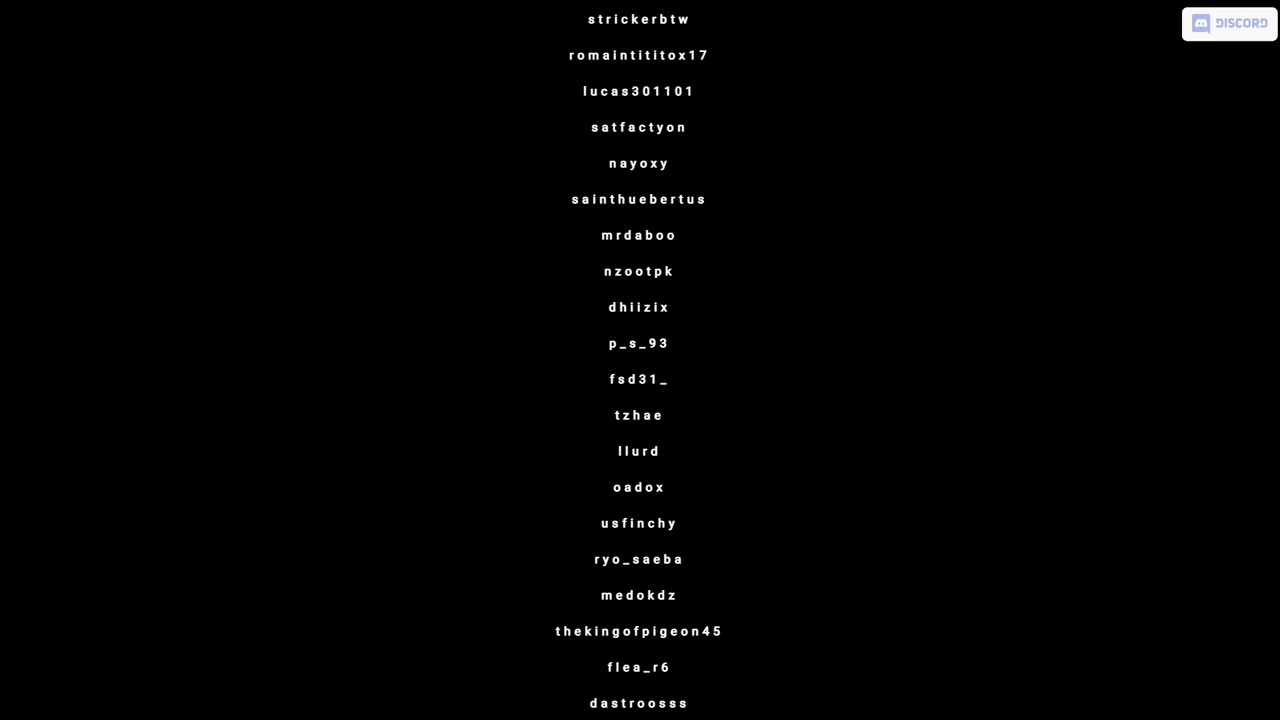 strickerbtw
DISCORD
romaintititox17
lucas301101
satfactyon
nayoxy
sainthuebertus
mrdaboo
nzootpk
dhiizix
p_s_93
fsd31_
tzhae
llurd
oadox
usfinchy
ryo_saeba
medokdz
thekingofpigeon45
flea_r6
dastroosss